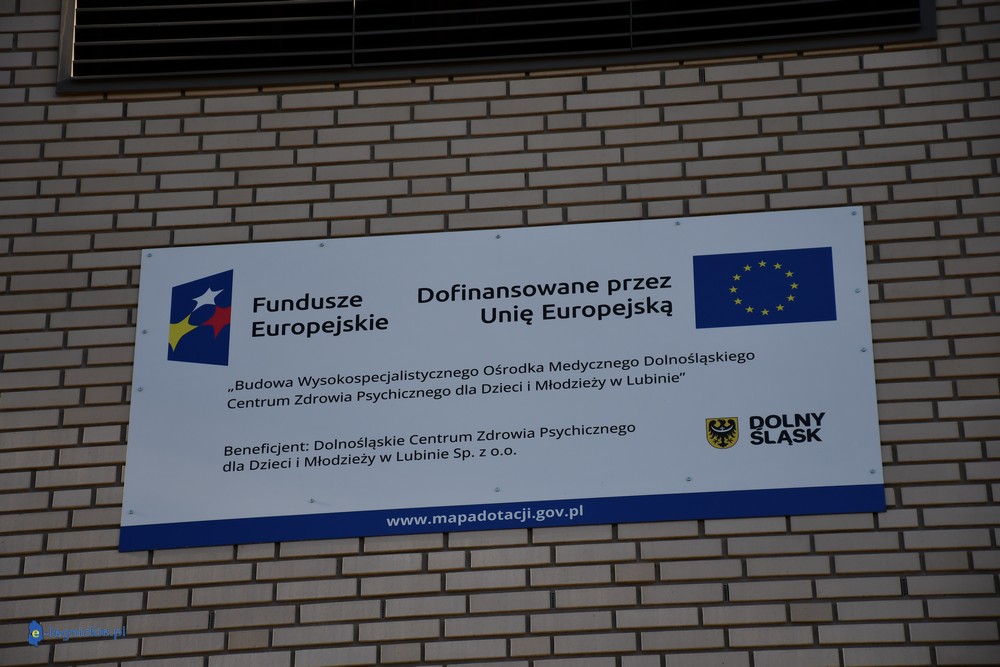 Fundusze
Europejskie
Dofinansowane przez
Unię Europejską
„Budowa Wysokospecjalistycznego Ośrodka Medycznego Dolnośląskiego
Centrum Zdrowia Psychicznego dla Dzieci i Młodzieży w Lubinie”
Beneficjent: Dolnośląskie Centrum Zdrowia Psychicznego
dla Dzieci i Młodzieży w Lubinie Sp. z o.o.
DOLNY
ŚLĄSK
www.mapadotacji.gov.pl